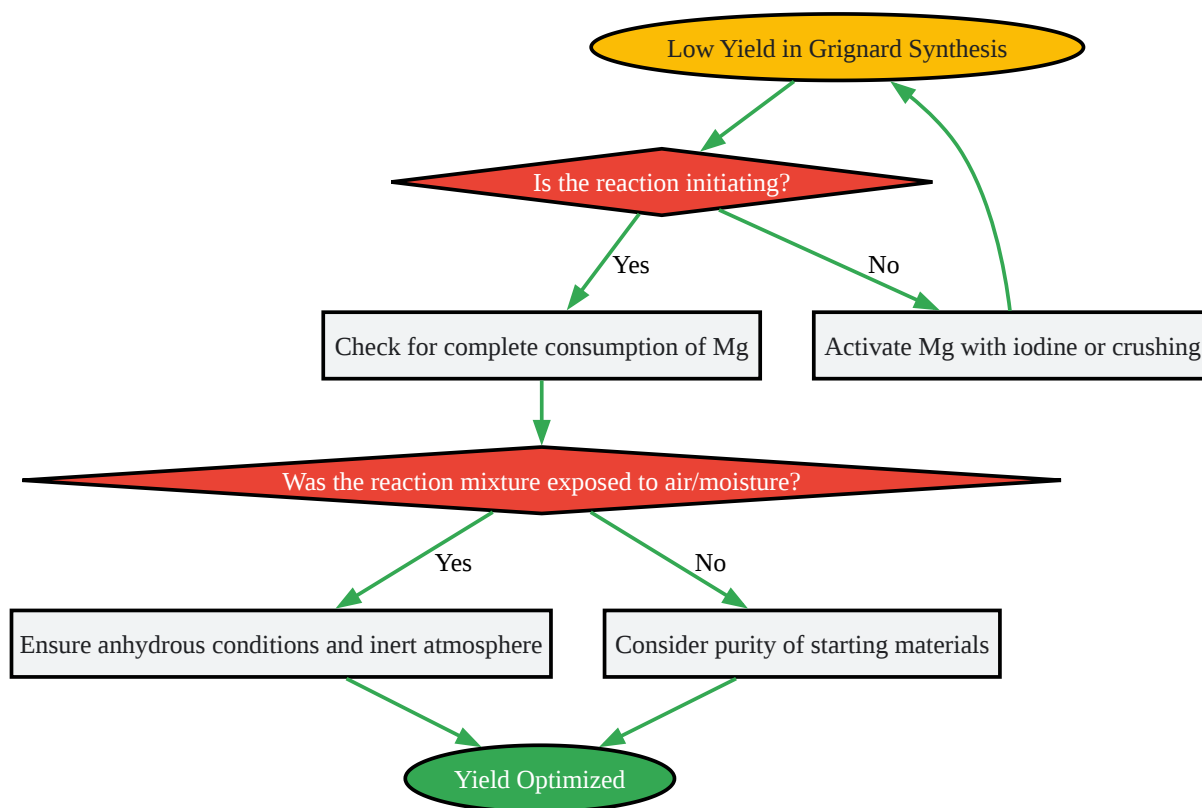 Low Yield in Grignard Synthesis
Is the reaction initiating?
Yes
No
Check for complete consumption of Mg
Activate Mg with iodine or crushing
Was the reaction mixture exposed to air/moisture?
Yes
No
Ensure anhydrous conditions and inert atmosphere
Consider purity of starting materials
Yield Optimized